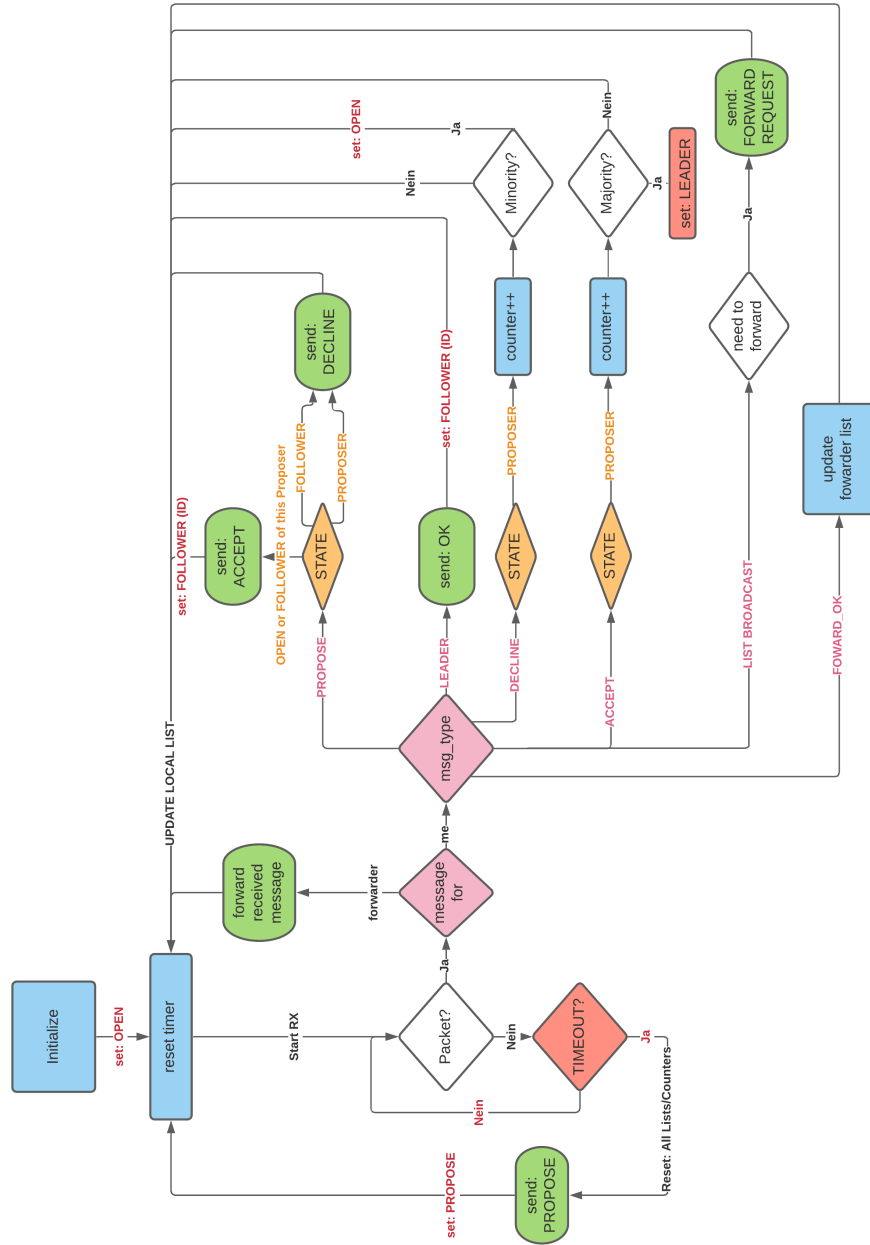 Initialize
set: OPEN
reset timer
Start RX
Packet?
Nein
TIMEOUT?
Nein
Ja
Reset: All Lists/Counters
send:
PROPOSE
set: PROPOSE
Ja
message
for
forwarder
forward
received
message
UPDATE LOCAL LIST
me
msg_type
PROPOSE
STATE
OPEN or FOLLOWER of this Proposer
send:
ACCEPT
set: FOLLOWER (ID)
FOLLOWER
PROPOSER
send:
DECLINE
LEADER
send: OK
set: FOLLOWER (ID)
DECLINE
STATE
PROPOSER
counter++
Minority?
Nein
Ja
set: OPEN
ACCEPT
STATE
PROPOSER
counter++
Majority?
Nein
Ja
set: LEADER
LIST BROADCAST
need to
forward
Ja
send:
FORWARD
REQUEST
FOWARD_OK
update
fowarder list